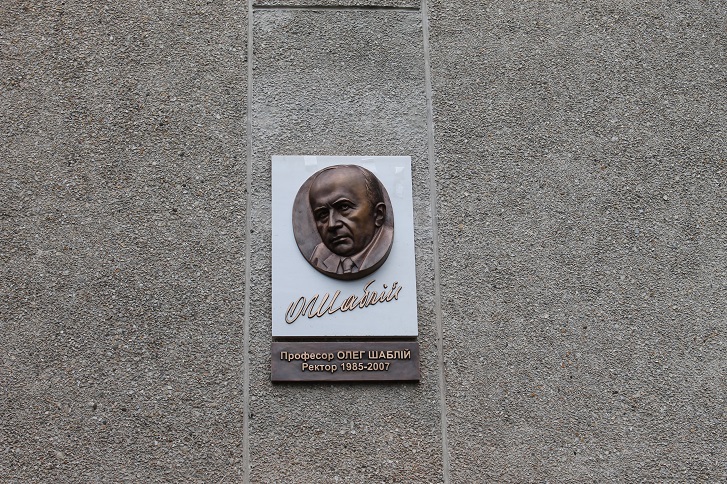 ОШаблій
Професор ОЛЕГ ШАБЛІЙ
Ректор 1985-2007